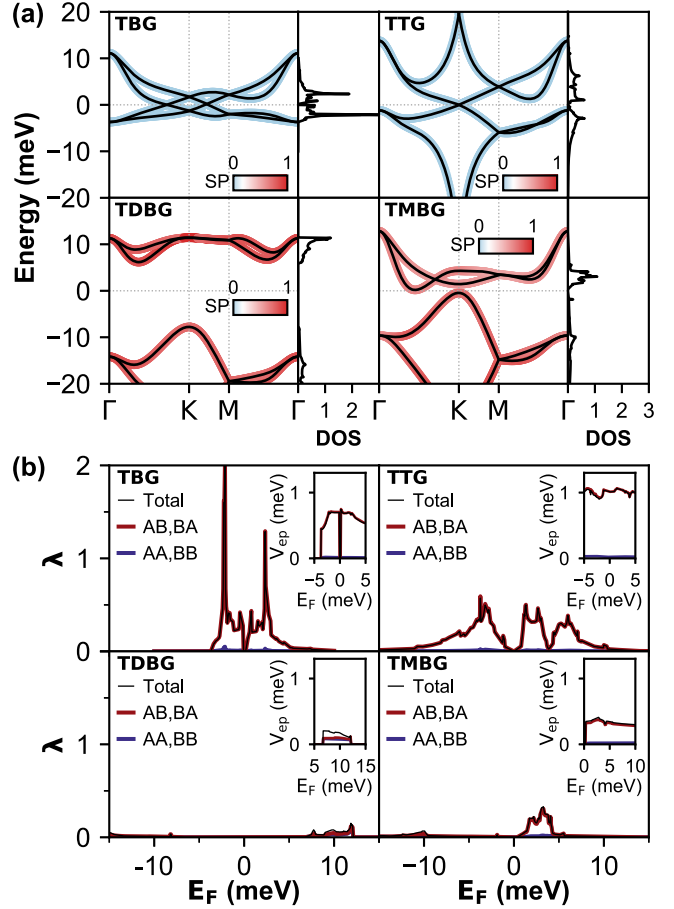 (a)
TBG
TTG
20
10
0
−10
−20
Energy (meV)
0 1
SP
0 1
SP
TDBG
TMBG
20
10
0
−10
−20
0 1
SP
0 1
SP
Γ K M Γ 1 2 Γ K M Γ 1 2 3
DOS DOS
(b)
2
1
0
λ
TBG
Total
AB,BA
AA,BB
V_ep (meV)
1
0
−5 0 5
E_F (meV)
TTG
Total
AB,BA
AA,BB
V_ep (meV)
1
0
−5 0 5
E_F (meV)
1
0
λ
TDBG
Total
AB,BA
AA,BB
V_ep (meV)
1
0
5 10 15
E_F (meV)
TMBG
Total
AB,BA
AA,BB
V_ep (meV)
1
0
0 5 10
E_F (meV)
−10 0 10 −10 0 10
E_F (meV) E_F (meV)